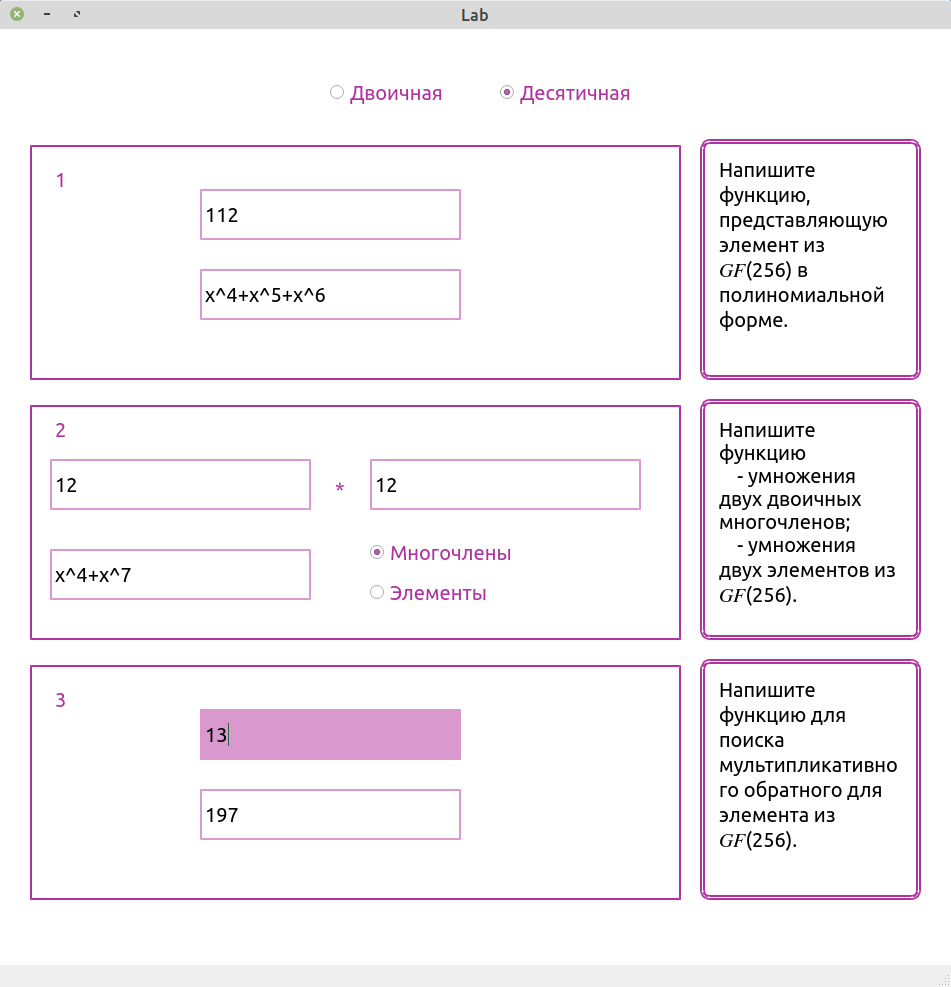 Lab
Двоичная
Десятичная
1
112
x^4+x^5+x^6
Напишите
функцию,
представляющую
элемент из
GF(256) в
полиномиальной
форме.
2
12
*
12
x^4+x^7
Многочлены
Элементы
Напишите
функцию
- умножения
двух двоичных
многочленов;
- умножения
двух элементов из
GF(256).
3
13
197
Напишите
функцию для
поиска
мультипликативно
го обратного для
элемента из
GF(256).